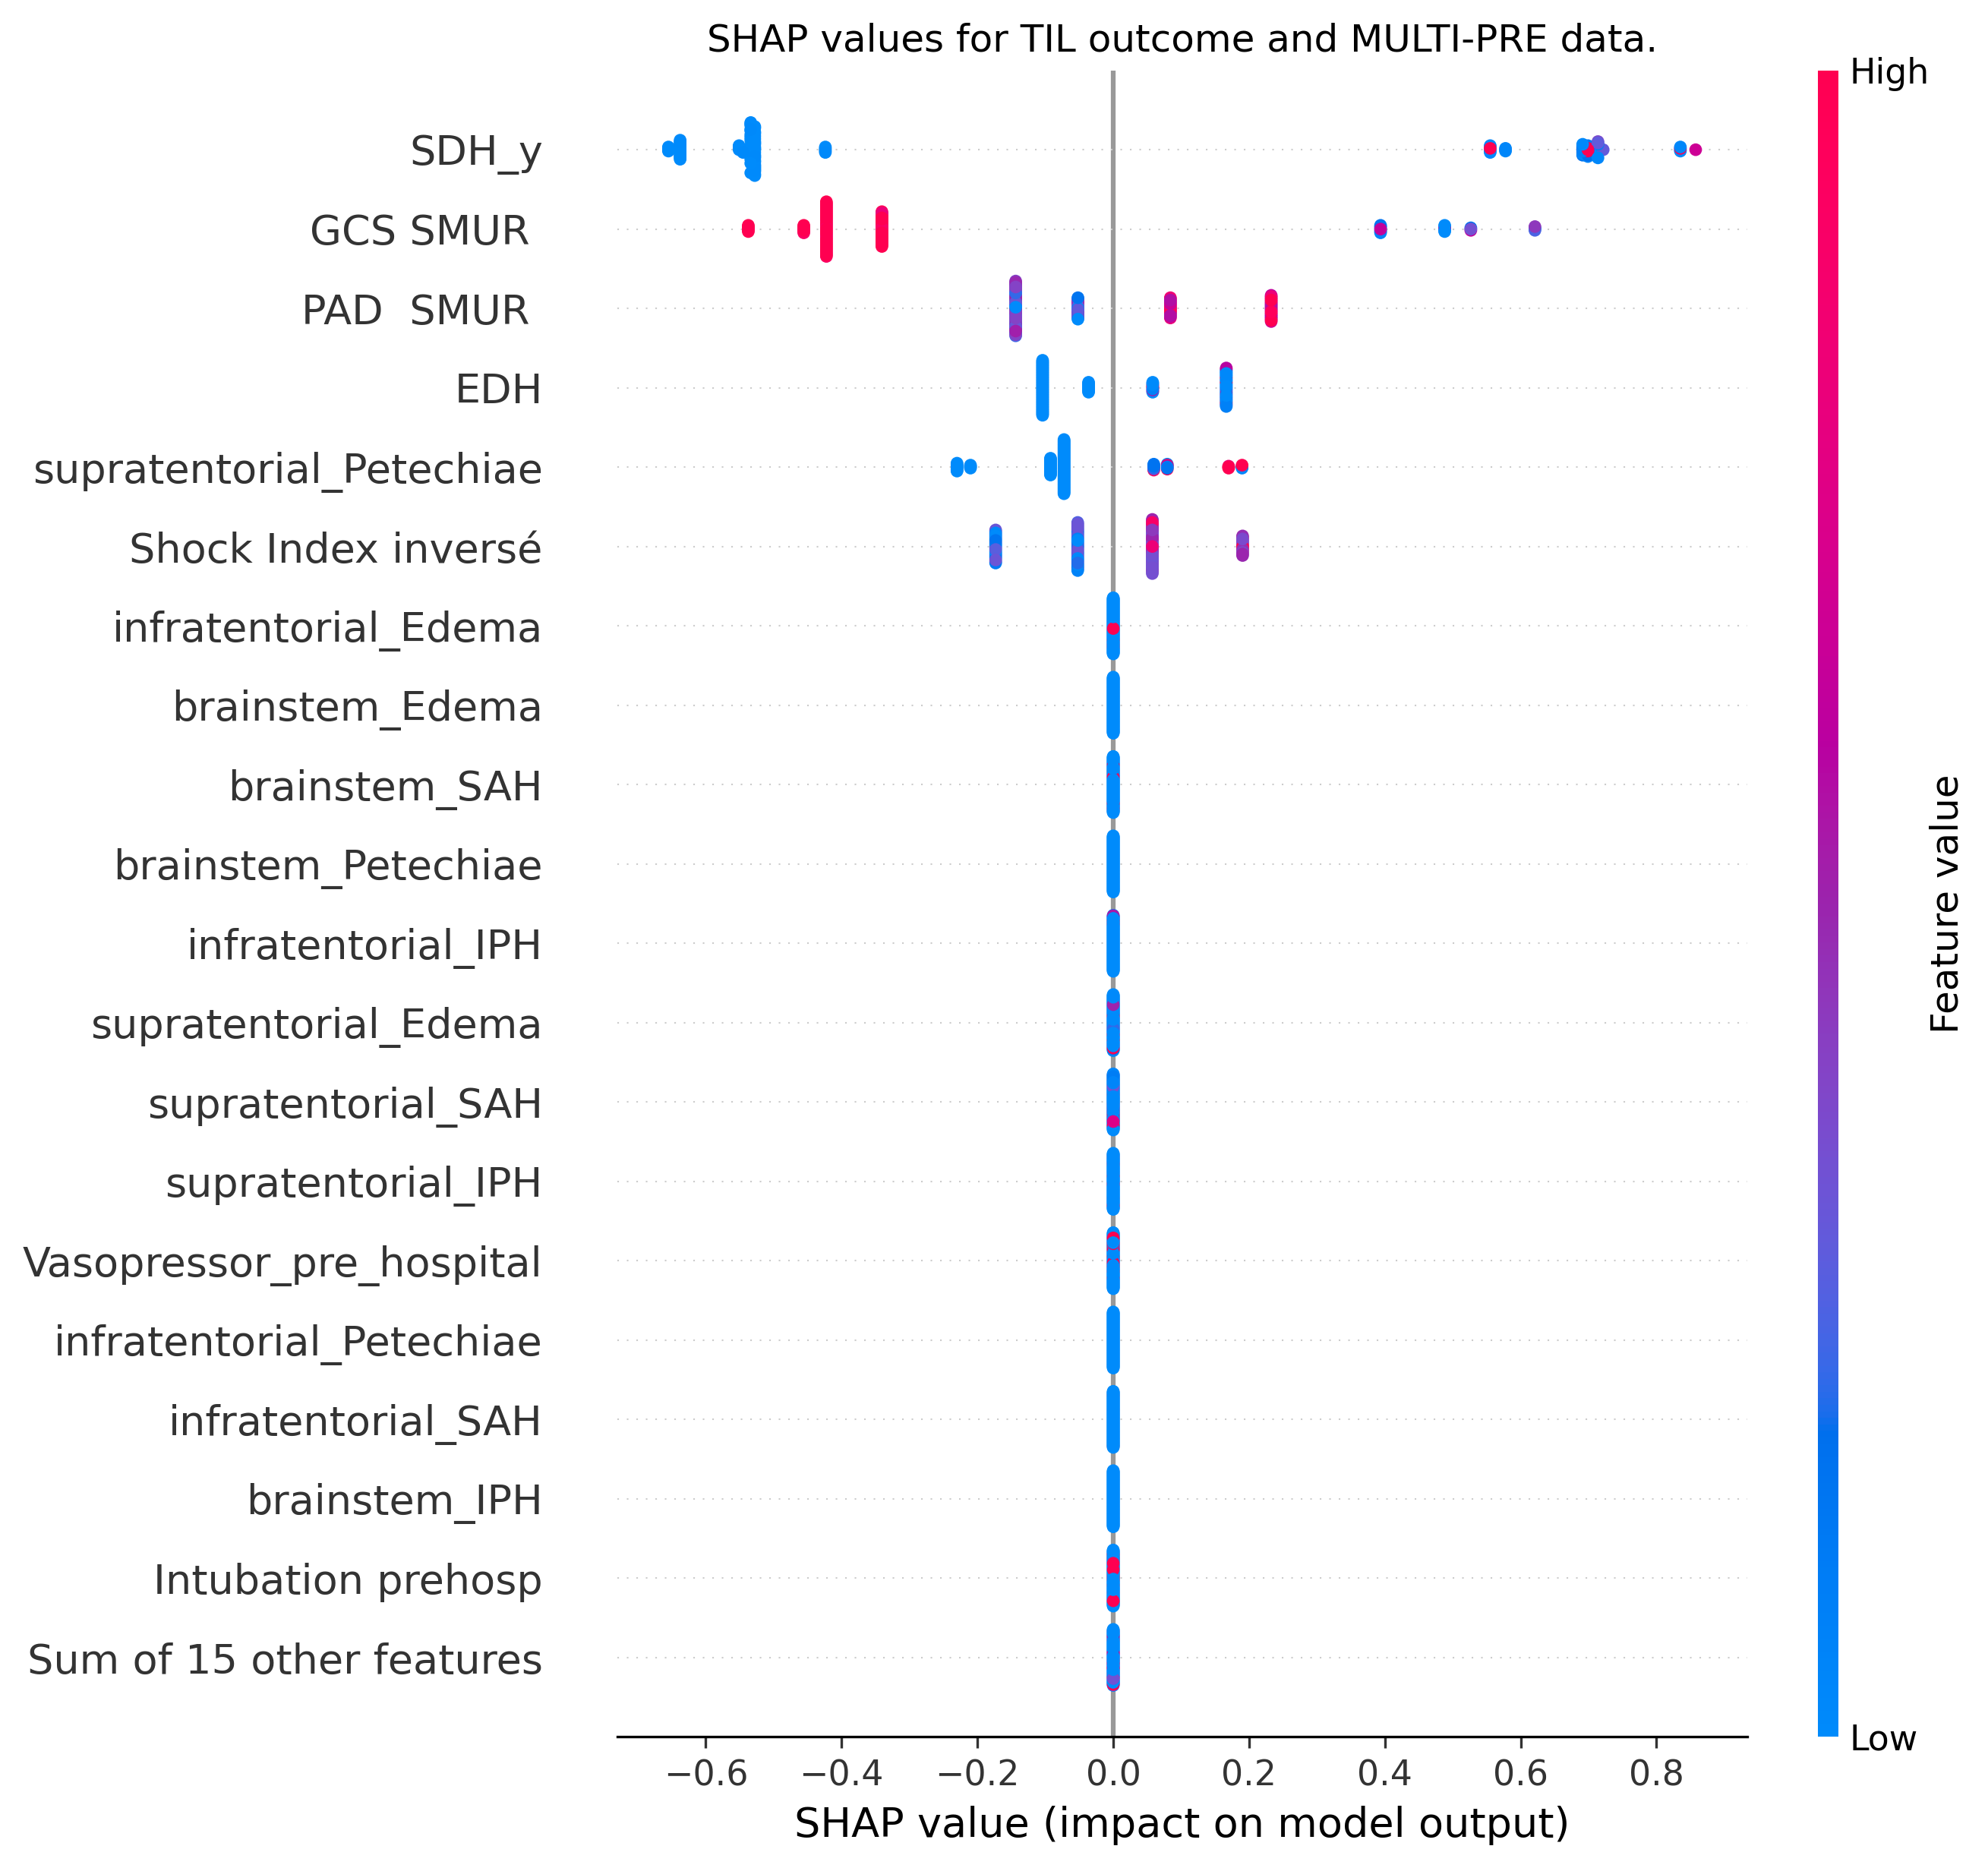 SHAP values for TIL outcome and MULTI-PRE data.
High
SDH_y
GCS SMUR
PAD  SMUR
EDH
supratentorial_Petechiae
Shock Index inversé
infratentorial_Edema
brainstem_Edema
brainstem_SAH
brainstem_Petechiae
infratentorial_IPH
supratentorial_Edema
supratentorial_SAH
supratentorial_IPH
Vasopressor_pre_hospital
infratentorial_Petechiae
infratentorial_SAH
brainstem_IPH
Intubation prehosp
Sum of 15 other features
Feature value
Low
−0.6 −0.4 −0.2 0.0 0.2 0.4 0.6 0.8
SHAP value (impact on model output)